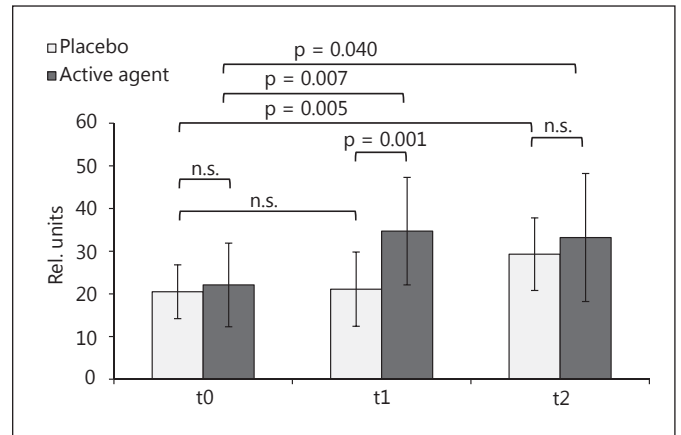 Placebo
Active agent
p = 0.040
p = 0.007
p = 0.005
n.s.
p = 0.001
n.s.
n.s.
Rel. units
60
50
40
30
20
10
0
t0
t1
t2